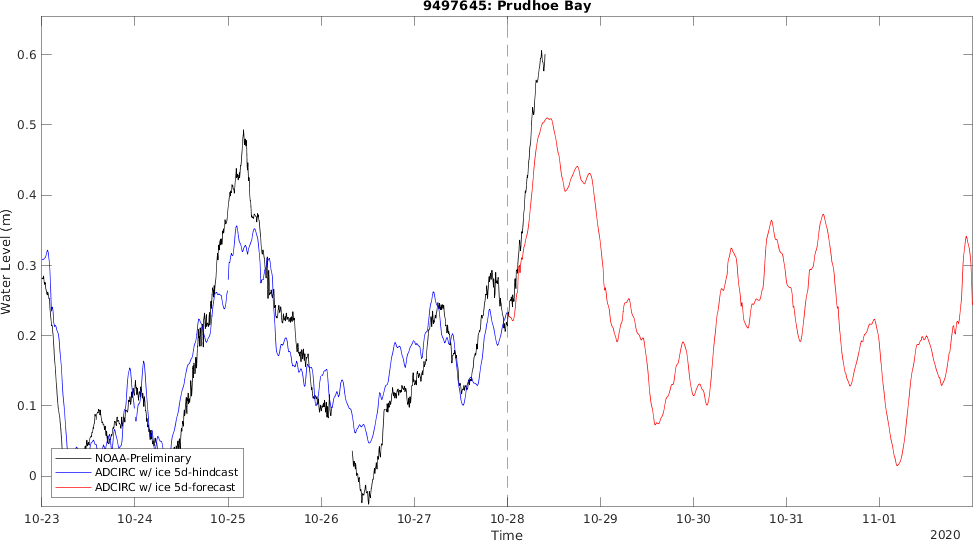 9497645: Prudhoe Bay
Water Level (m)
0.6
0.5
0.4
0.3
0.2
0.1
0
NOAA-Preliminary
ADCIRC w/ ice 5d-hindcast
ADCIRC w/ ice 5d-forecast
10-23 10-24 10-25 10-26 10-27 10-28 10-29 10-30 10-31 11-01
Time
2020